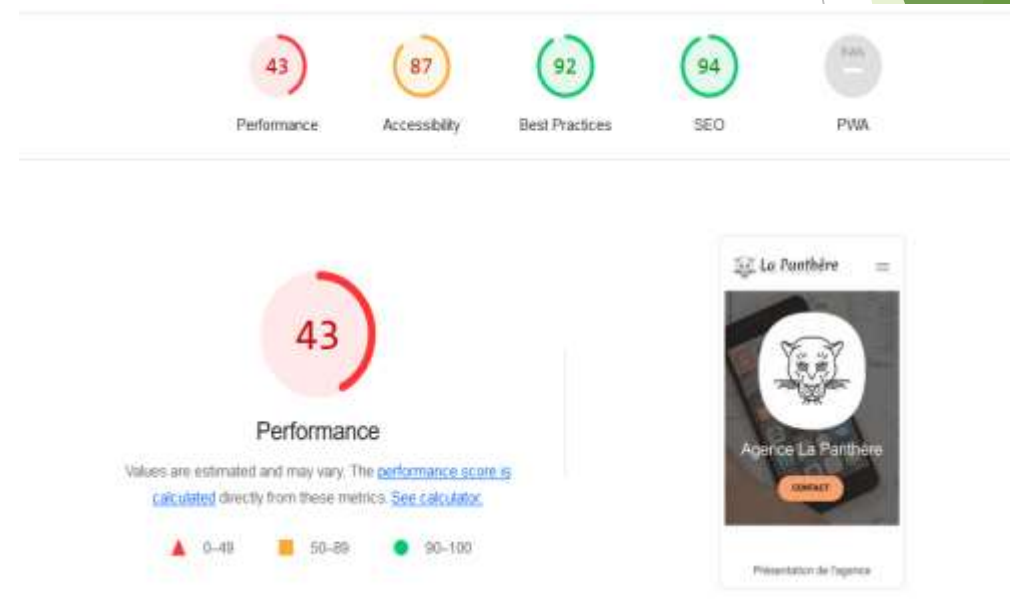 43
87
92
94
PWA
Performance
Accessibility
Best Practices
SEO
PWA
43
Performance
Values are estimated and may vary. The performance score is
calculated directly from these metrics. See calculator.
0–49
50–89
90–100
La Panthère
Agence La Panthère
CONTACT
Présentation de l'agence